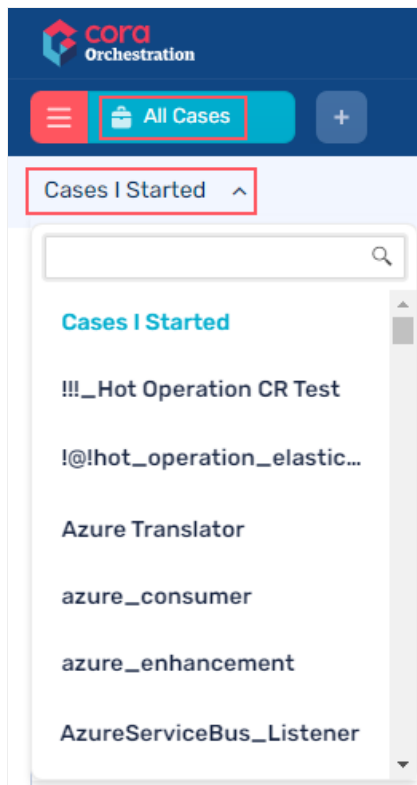 cora
Orchestration
All Cases
+
Cases I Started
Cases I Started
!!!_Hot Operation CR Test
!@!hot_operation_elastic...
Azure Translator
azure_consumer
azure_enhancement
AzureServiceBus_Listener